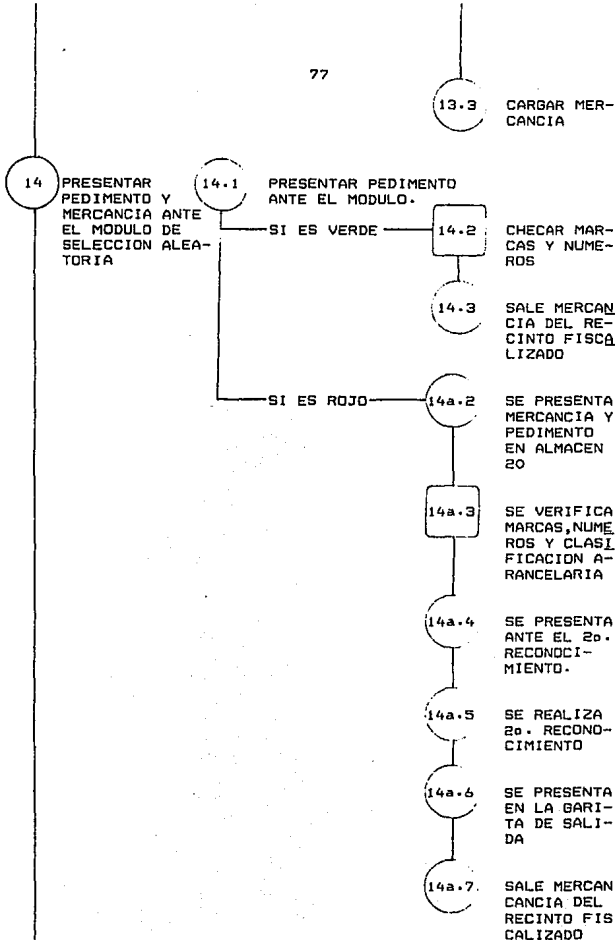 77
13.3 CARGAR MER-
CANCIA
14 PRESENTAR
PEDIMENTO Y
MERCANCIA ANTE
EL MODULO DE
SELECCION ALEA-
TORIA
14.1 PRESENTAR PEDIMENTO
ANTE EL MODULO.
SI ES VERDE
14.2 CHECAR MAR-
CAS Y NUME-
ROS
14.3 SALE MERCAN
CIA DEL RE-
CINTO FISCA
LIZADO
SI ES ROJO
14a.2 SE PRESENTA
MERCANCIA Y
PEDIMENTO
EN ALMACEN
20
14a.3 SE VERIFICA
MARCAS,NUME
ROS Y CLASI
FICACION A-
RANCELARIA
14a.4 SE PRESENTA
ANTE EL 2o.
RECONOCI-
MIENTO.
14a.5 SE REALIZA
2o. RECONO-
CIMIENTO
14a.6 SE PRESENTA
EN LA GARI-
TA DE SALI-
DA
14a.7. SALE MERCAN
CANCIA DEL
RECINTO FIS
CALIZADO